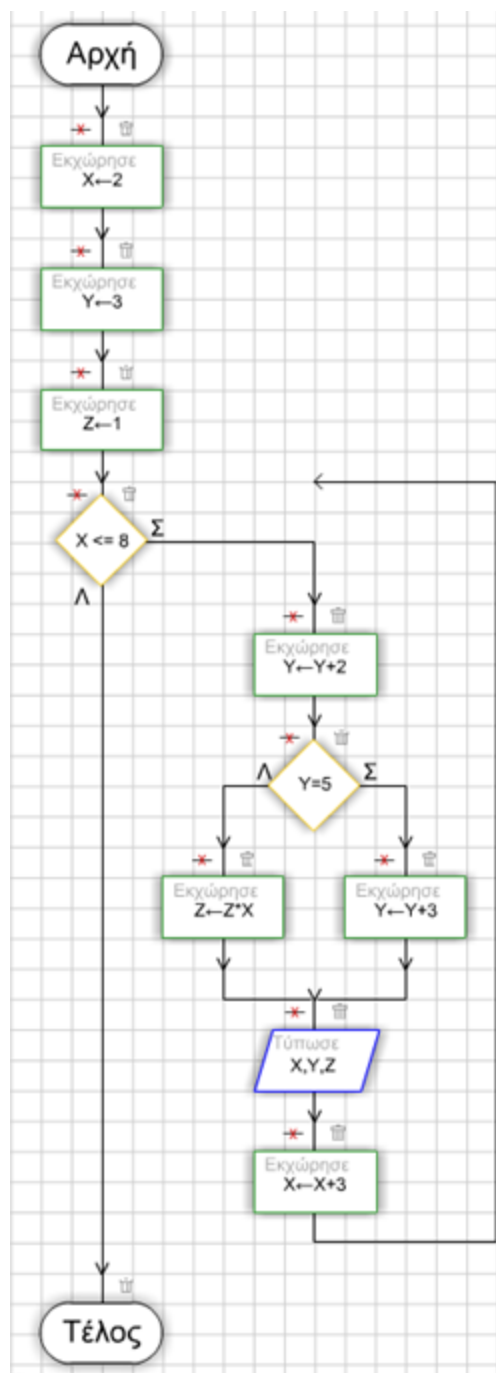 Αρχή
Εκχώρησε
X←2
Εκχώρησε
Y←3
Εκχώρησε
Z←1
X <= 8
Σ
Λ
Εκχώρησε
Y←Y+2
Λ
Y=5
Σ
Εκχώρησε
Z←Z*X
Εκχώρησε
Y←Y+3
Τύπωσε
X,Y,Z
Εκχώρησε
X←X+3
Τέλος